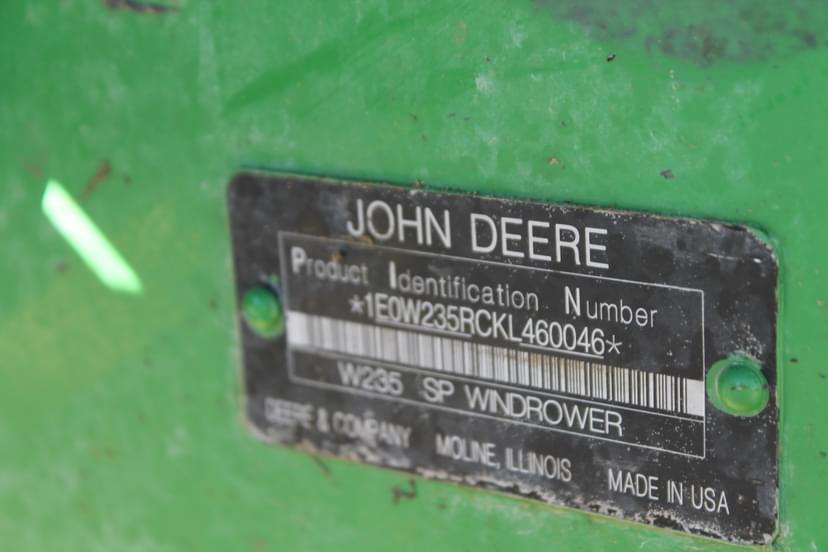 JOHN DEERE
Product Identification Number
*1E0W235RCKL460046*
W235 SP WINDROWER
DEERE & COMPANY MOLINE, ILLINOIS MADE IN USA